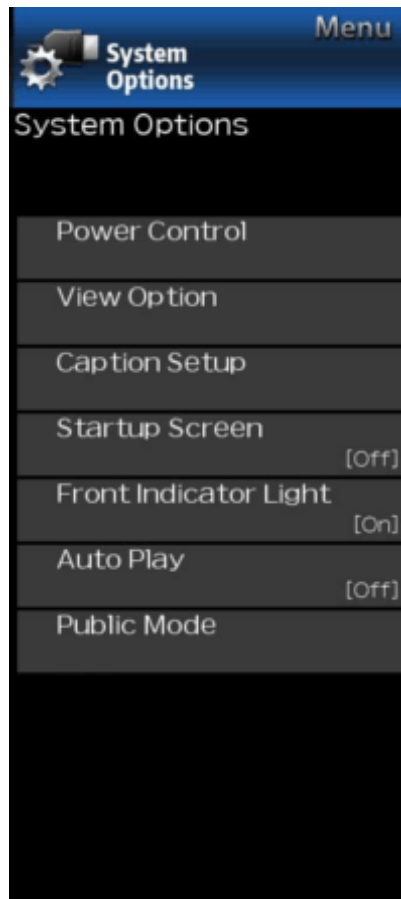 Menu
System
Options
System Options
Power Control
View Option
Caption Setup
Startup Screen
[Off]
Front Indicator Light
[On]
Auto Play
[Off]
Public Mode